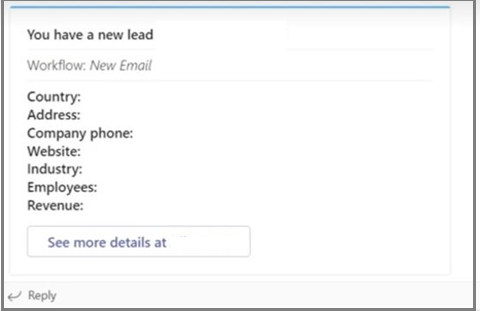 You have a new lead
Workflow: New Email
Country:
Address:
Company phone:
Website:
Industry:
Employees:
Revenue:
See more details at
Reply